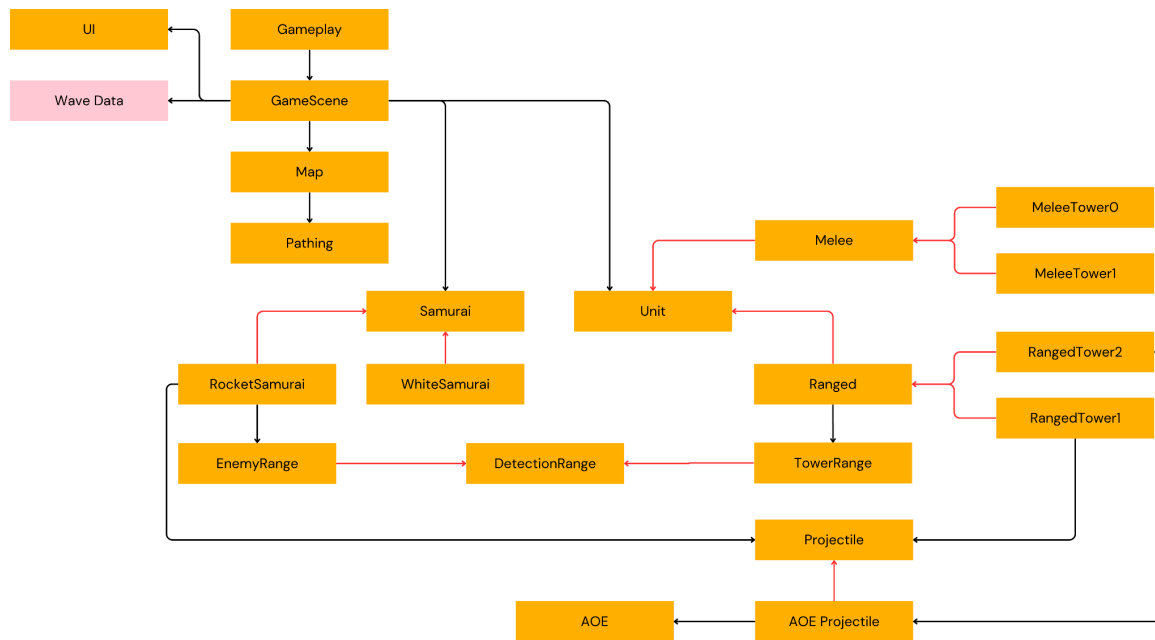 UI
Gameplay
Wave Data
GameScene
Map
Pathing
MeleeTower0
Melee
MeleeTower1
Samurai
Unit
RangedTower2
RocketSamurai
WhiteSamurai
Ranged
RangedTower1
EnemyRange
DetectionRange
TowerRange
Projectile
AOE
AOE Projectile